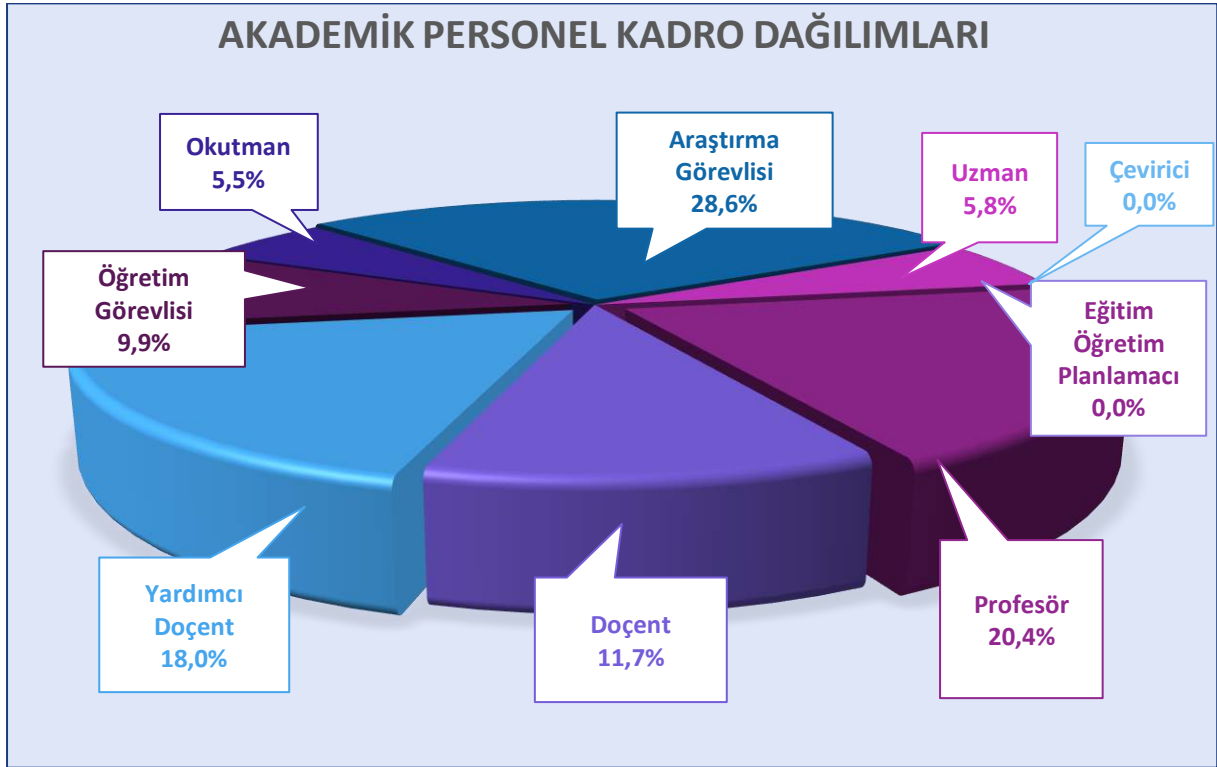 AKADEMİK PERSONEL KADRO DAĞILIMLARI
Okutman
5,5%
Araştırma
Görevlisi
28,6%
Uzman
5,8%
Çevirici
0,0%
Öğretim
Görevlisi
9,9%
Eğitim
Öğretim
Planlamacı
0,0%
Yardımcı
Doçent
18,0%
Doçent
11,7%
Profesör
20,4%